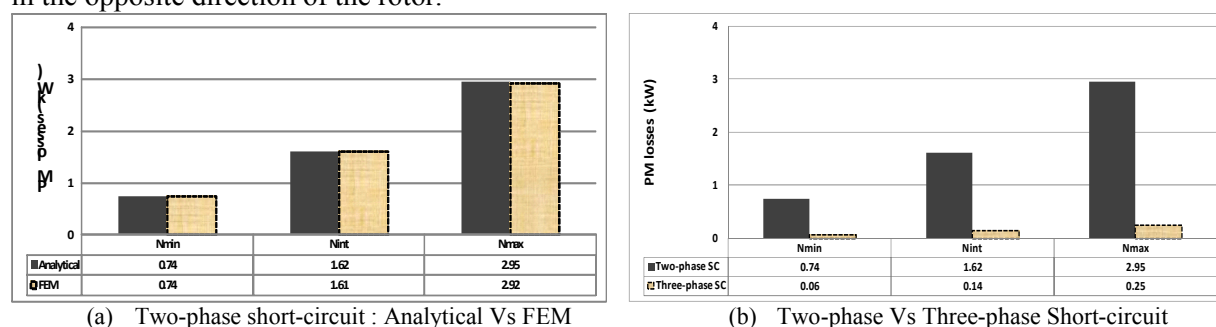 in the opposite direction of the rotor.
4
3
2
1
0
PM losses (kW)
Nmin Nint Nmax
Analytical 0.74 1.62 2.95
FEM 0.74 1.61 2.92
(a) Two-phase short-circuit : Analytical Vs FEM
4
3
2
1
0
PM losses (kW)
Nmin Nint Nmax
Two-phase SC 0.74 1.62 2.95
Three-phase SC 0.06 0.14 0.25
(b) Two-phase Vs Three-phase Short-circuit